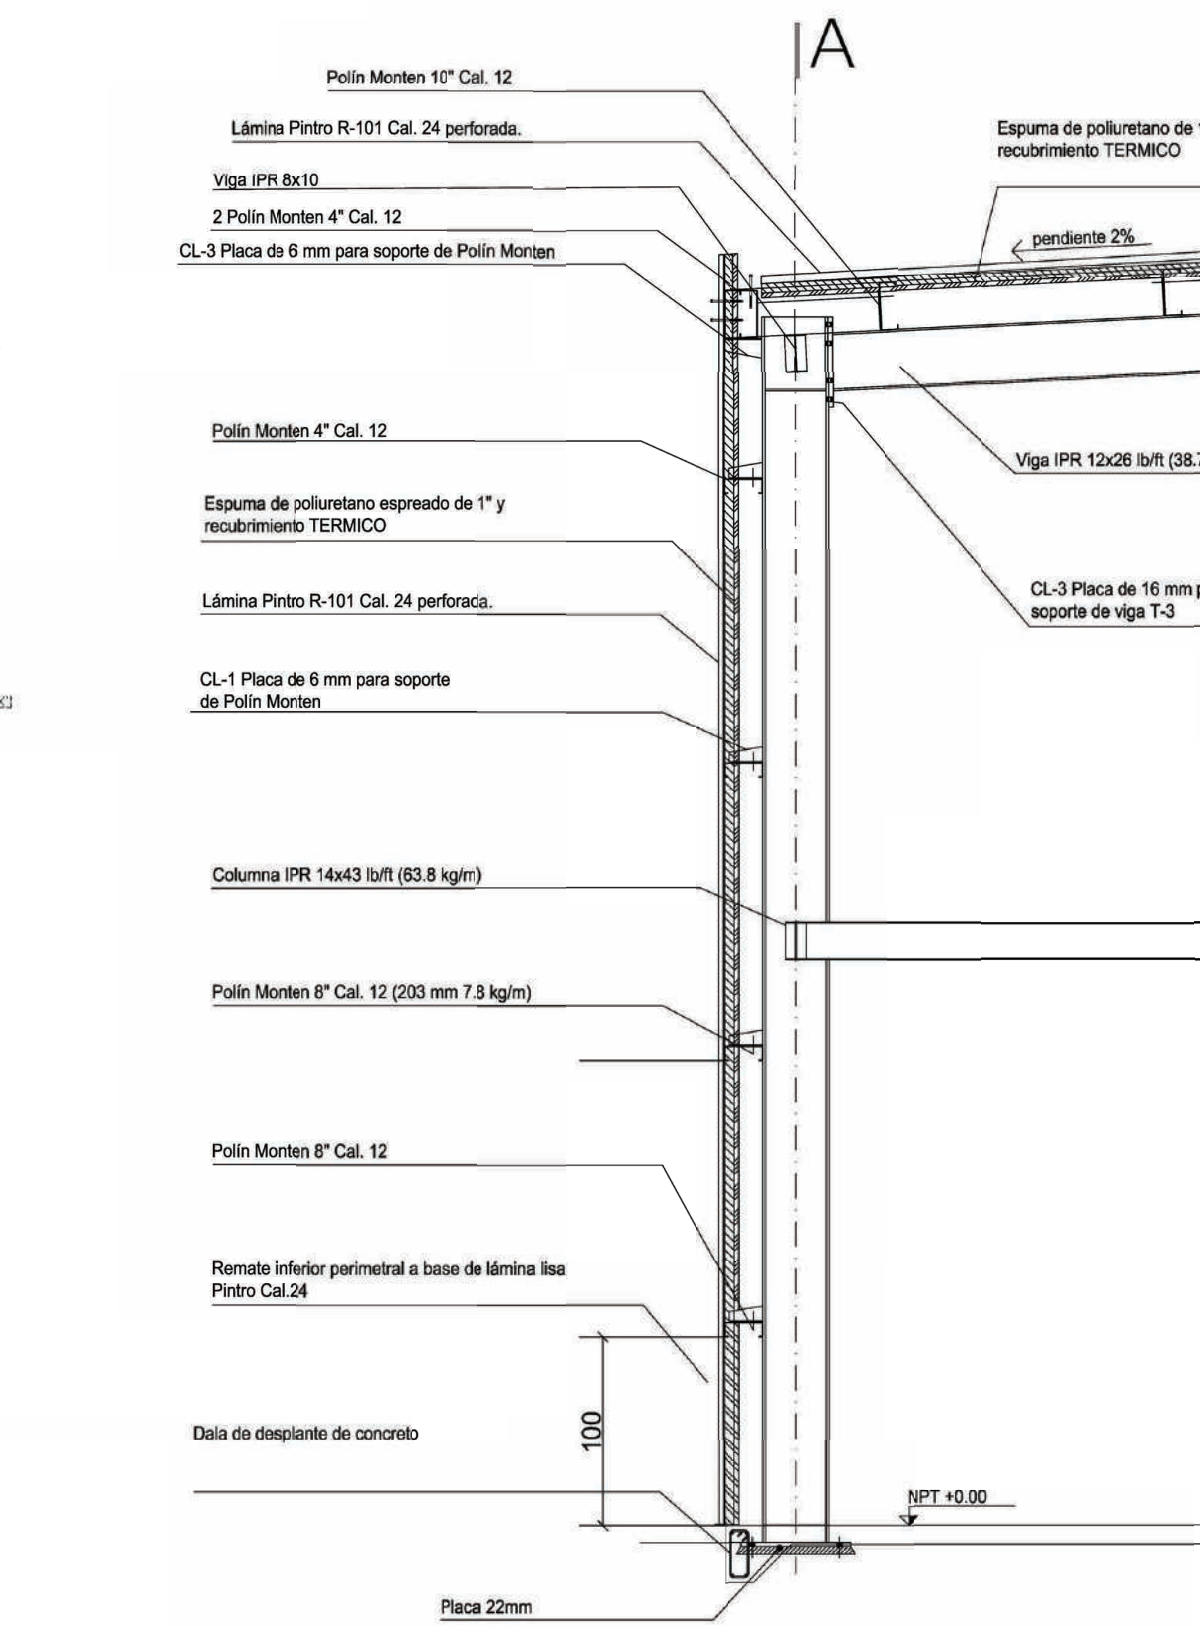 A
Polín Monten 10" Cal. 12
Lámina Pintro R-101 Cal. 24 perforada.
Espuma de poliuretano de
recubrimiento TERMICO
Viga IPR 8x10
2 Polín Monten 4" Cal. 12
pendiente 2%
CL-3 Placa de 6 mm para soporte de Polín Monten
Polín Monten 4" Cal. 12
Viga IPR 12x26 lb/ft (38.7
Espuma de poliuretano espreado de 1" y
recubrimiento TERMICO
CL-3 Placa de 16 mm
soporte de viga T-3
Lámina Pintro R-101 Cal. 24 perforada.
CL-1 Placa de 6 mm para soporte
de Polín Monten
Columna IPR 14x43 lb/ft (63.8 kg/m)
Polín Monten 8" Cal. 12 (203 mm 7.8 kg/m)
Polín Monten 8" Cal. 12
Remate inferior perimetral a base de lámina lisa
Pintro Cal.24
100
Dala de desplante de concreto
NPT +0.00
Placa 22mm